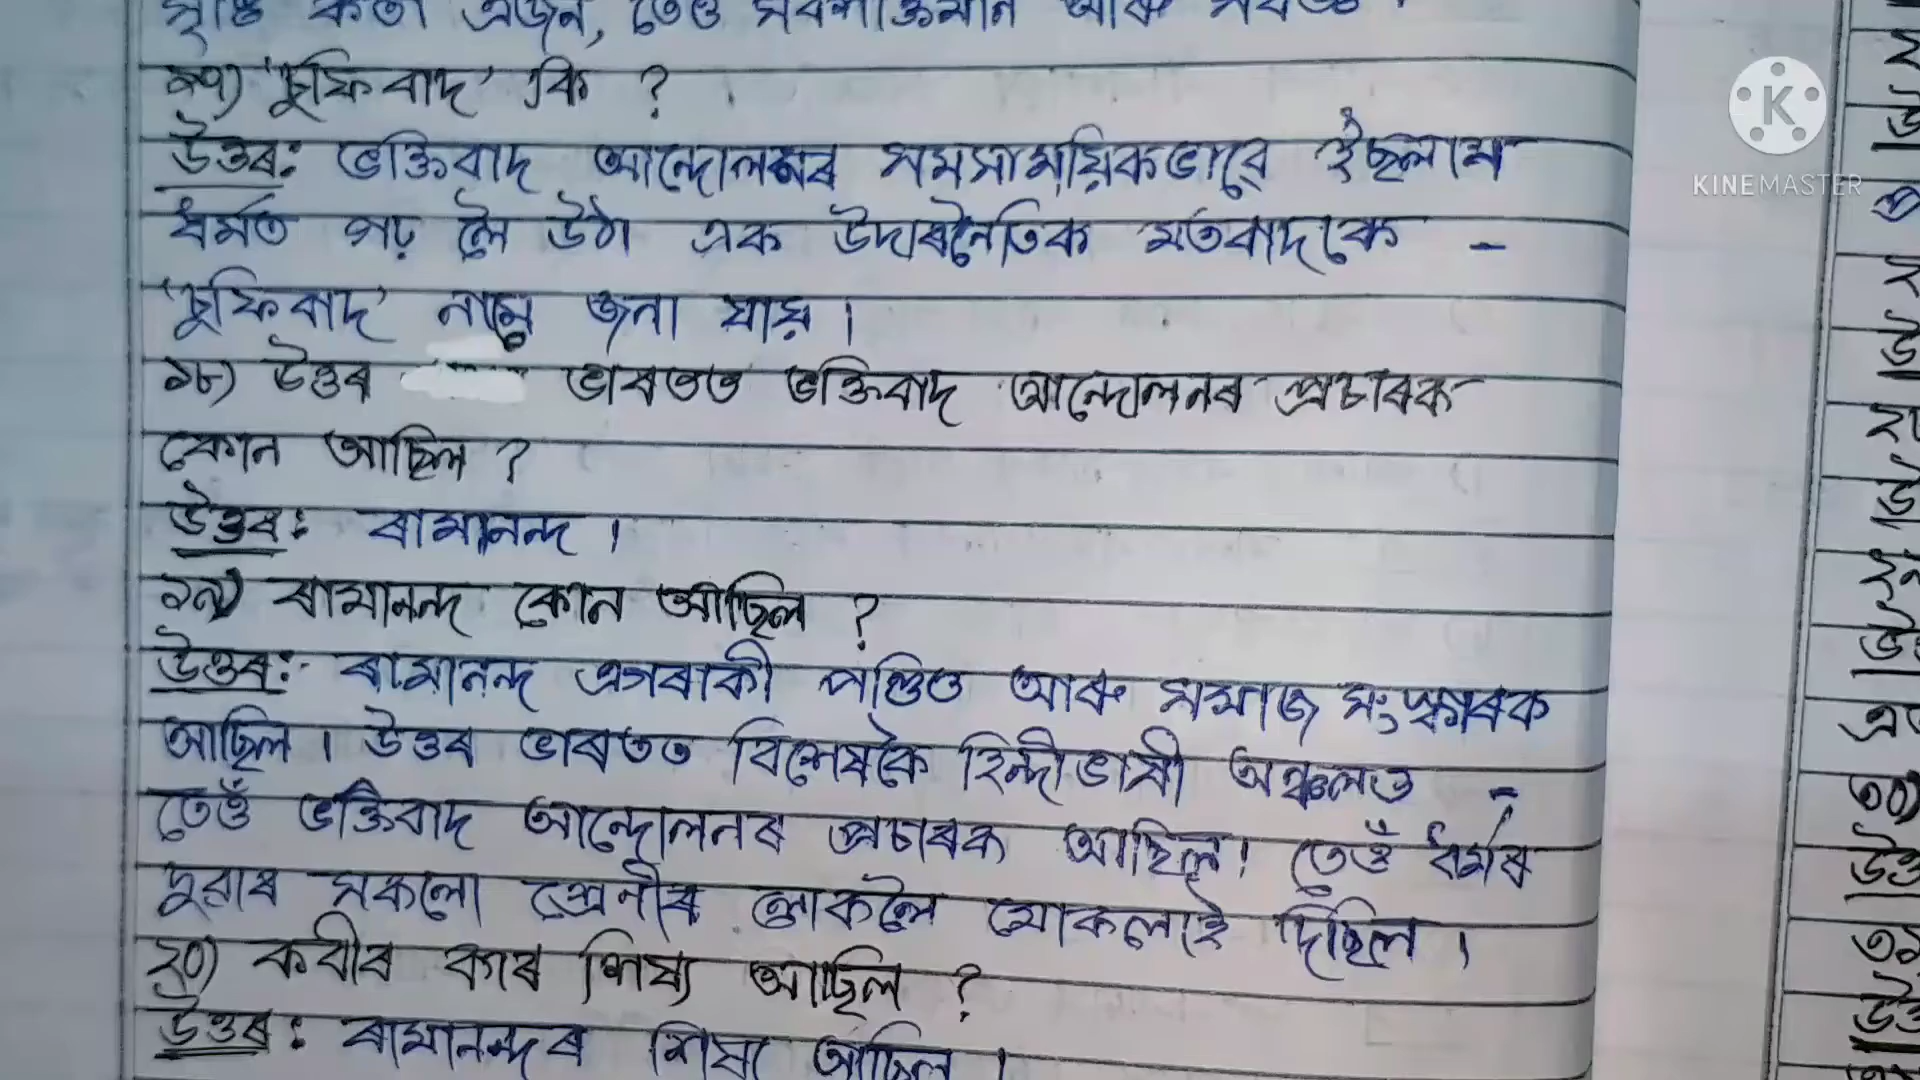 সৃষ্টি কৰ্তা এজন, তেওঁ সৰ্বশক্তিমান আৰু
১৭) 'চুফিবাদ' কি ?
উত্তৰ: ভক্তিবাদ আন্দোলনৰ সমসাময়িকভাবে ইছলাম
ধৰ্মত গঢ় লৈ উঠা এক উদাৰনৈতিক মতবাদকে -
'চুফিবাদ' নামে জনা যায়।
১৮) উত্তৰ ভাৰতত ভক্তিবাদ আন্দোলনৰ প্ৰচাৰক
কোন আছিল ?
উত্তৰ: ৰামানন্দ।
১৯) ৰামানন্দ কোন আছিল ?
উত্তৰ:- ৰামানন্দ এগৰাকী পণ্ডিত আৰু সমাজ সংস্কাৰক
আছিল। উত্তৰ ভাৰতত বিশেষকৈ হিন্দীভাষী অঞ্চলত -
তেওঁ ভক্তিবাদ আন্দোলনৰ প্ৰচাৰক আছিল। তেওঁ ধৰ্মৰ
দুৱাৰ সকলো শ্ৰেণীৰ লোকলৈ মোকলাই দিছিল।
২০) কবীৰ কাৰ শিষ্য আছিল ?
উত্তৰ: ৰামানন্দৰ শিষ্য আছিল।
K
KINEMASTER